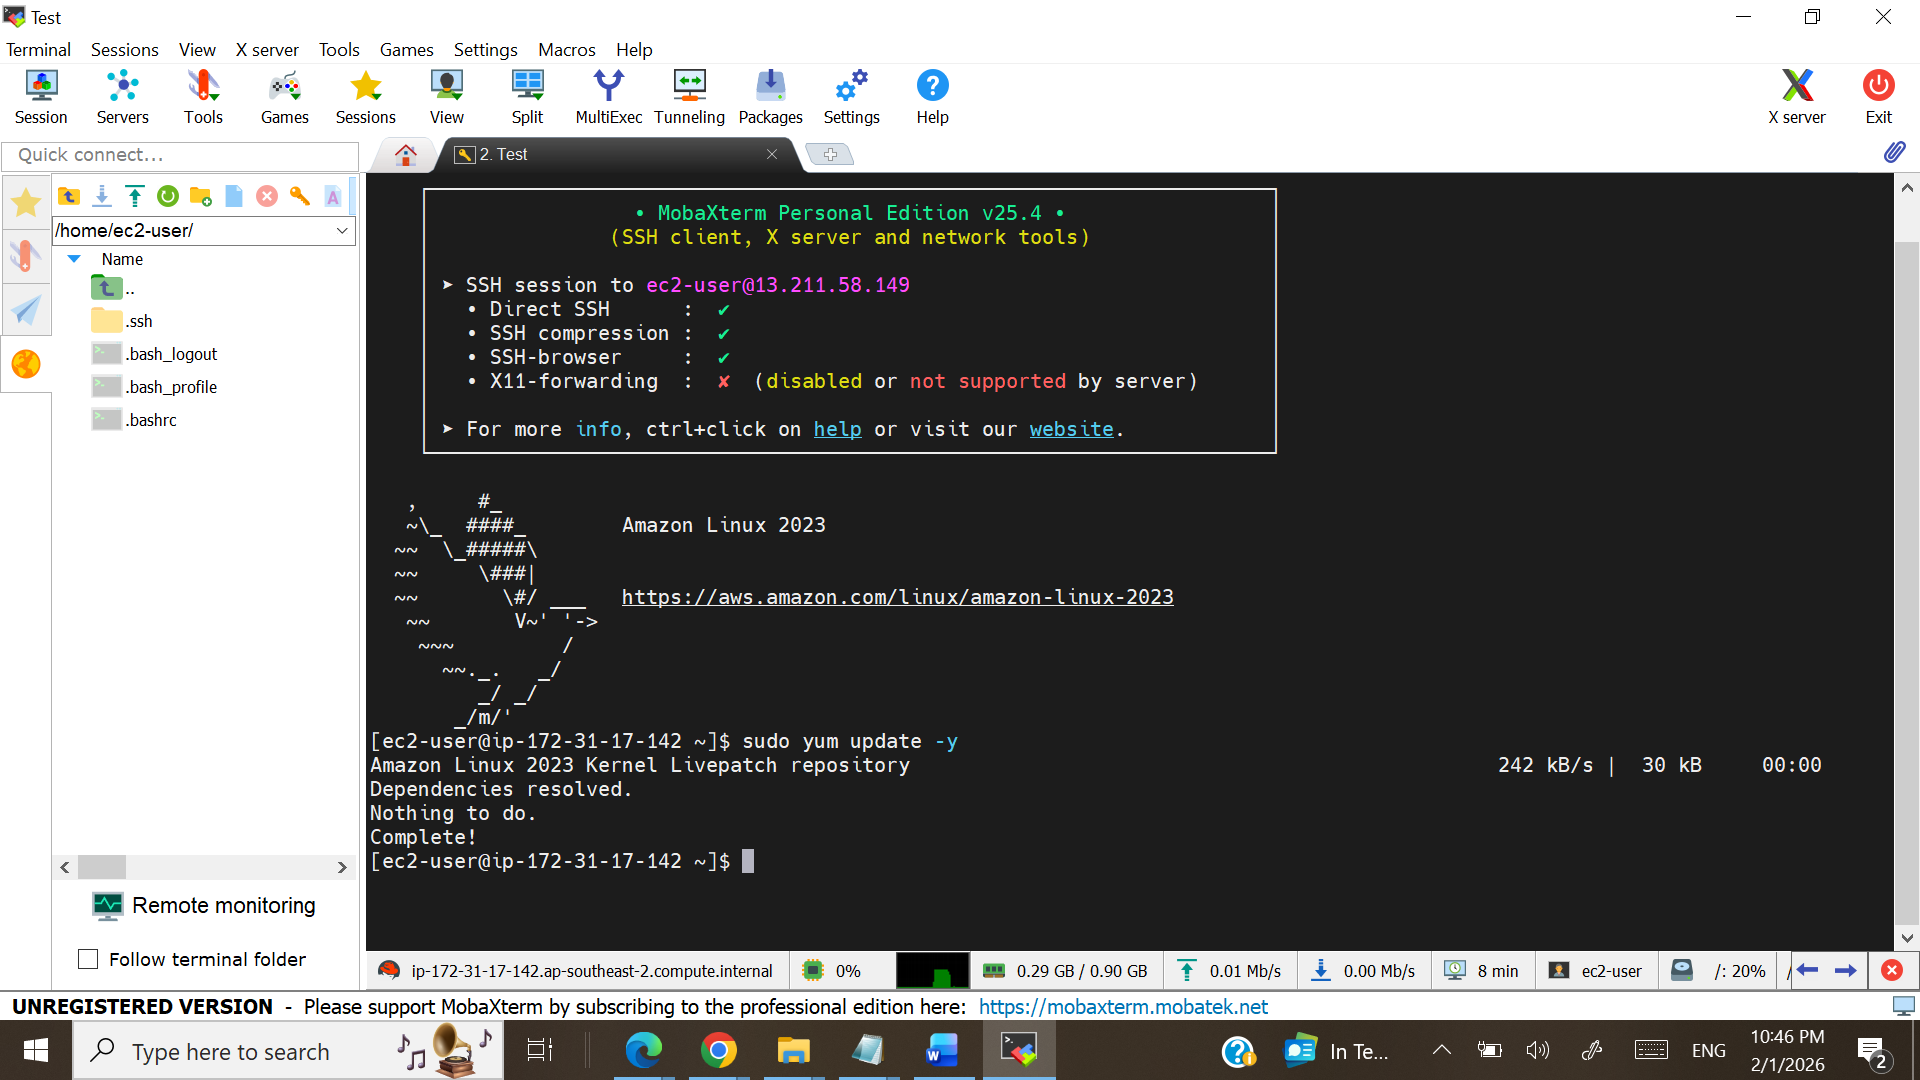 Test
Terminal Sessions View X server Tools Games Settings Macros Help
Session Servers Tools Games Sessions View Split MultiExec Tunneling Packages Settings Help X server Exit
Quick connect...
2. Test
/home/ec2-user/
Name
..
.ssh
.bash_logout
.bash_profile
.bashrc
Remote monitoring
Follow terminal folder
• MobaXterm Personal Edition v25.4 •
(SSH client, X server and network tools)
➤ SSH session to ec2-user@13.211.58.149
• Direct SSH : ✔
• SSH compression : ✔
• SSH-browser : ✔
• X11-forwarding : ✘ (disabled or not supported by server)
➤ For more info, ctrl+click on help or visit our website.
   ,     #_
   ~\_  ####_        Amazon Linux 2023
  ~~  \_#####\
  ~~     \###|
  ~~       \#/ ___   https://aws.amazon.com/linux/amazon-linux-2023
   ~~       V~' '->
    ~~~         /
      ~~._.   _/
         _/ _/
       _/m/'
[ec2-user@ip-172-31-17-142 ~]$ sudo yum update -y
Amazon Linux 2023 Kernel Livepatch repository 242 kB/s | 30 kB 00:00
Dependencies resolved.
Nothing to do.
Complete!
[ec2-user@ip-172-31-17-142 ~]$
ip-172-31-17-142.ap-southeast-2.compute.internal 0% 0.29 GB / 0.90 GB 0.01 Mb/s 0.00 Mb/s 8 min ec2-user /: 20% /
UNREGISTERED VERSION - Please support MobaXterm by subscribing to the professional edition here: https://mobaxterm.mobatek.net
Type here to search
In Te...
ENG
10:46 PM
2/1/2026
2